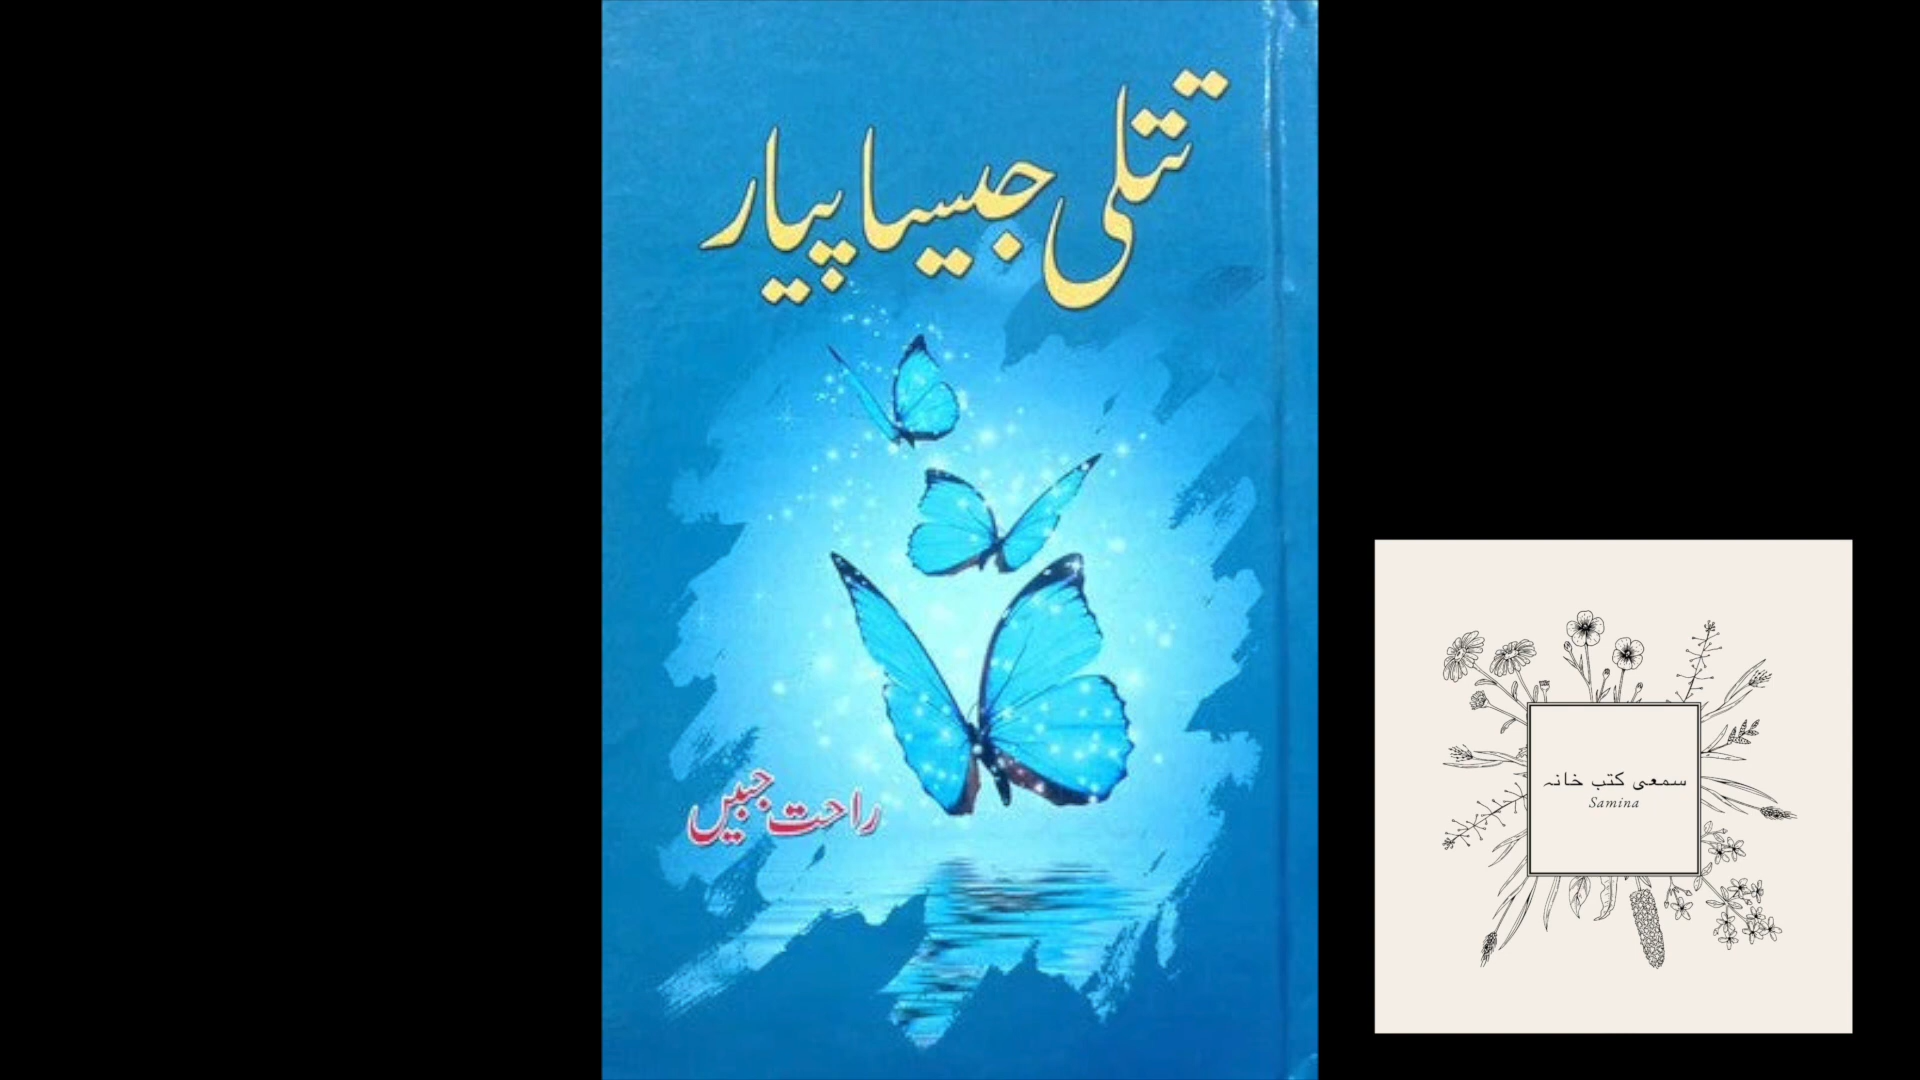 تتلی جیسا پیار
راحت جبیں
سمعی کتب خانہ
Samina